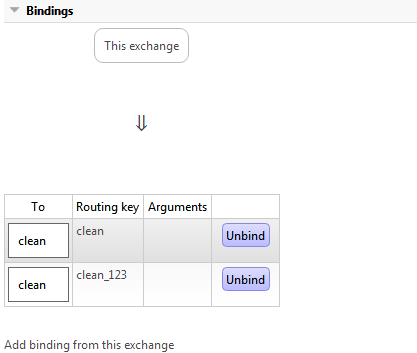 Bindings
This exchange
⇓
To Routing key Arguments
clean clean Unbind
clean clean_123 Unbind
Add binding from this exchange